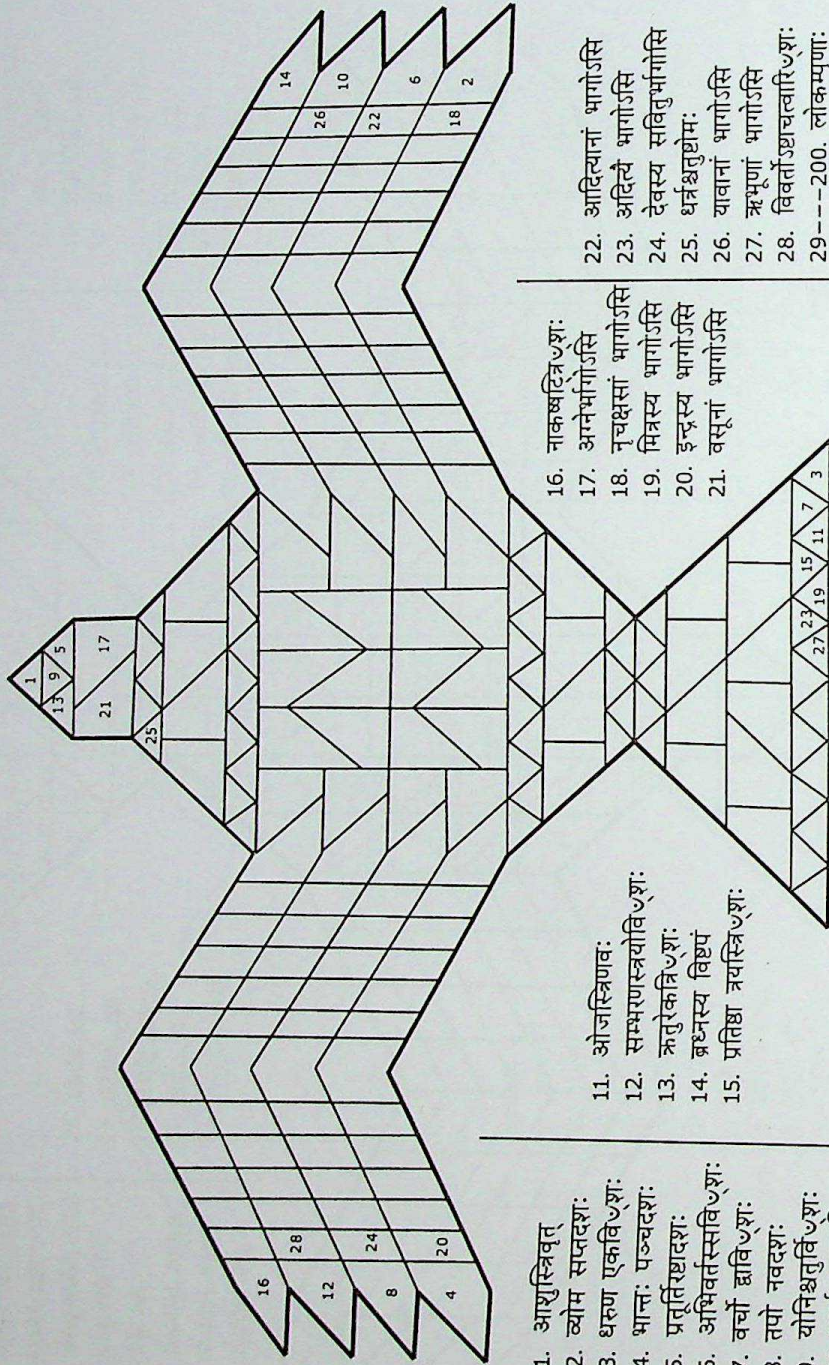 14
10
6
2
26
22
18
1
5
9
13
17
21
25
16
12
8
4
28
24
20
3
7
11
15
19
23
27
1. आशुस्त्रिवृत्
2. व्योम सप्तदशः
3. धरुण एकविꣳशः
4. भान्तः पञ्चदशः
5. प्रतूर्तिरष्टादशः
6. अभिवर्तस्सविꣳशः
7. वर्चो द्वाविꣳशः
8. तपो नवदशः
9. योनिश्चतुर्विꣳशः
11. ओजस्त्रिणवः
12. सम्भरणस्त्रयोविꣳशः
13. ऋतुरेकत्रिꣳशः
14. ब्रध्नस्य विष्टपं
15. प्रतिष्ठा त्रयस्त्रिꣳशः
16. नाकष्षट्त्रिꣳशः
17. अग्नेर्भागोऽसि
18. नृचक्षसां भागोऽसि
19. मित्रस्य भागोऽसि
20. इन्द्रस्य भागोऽसि
21. वसूनां भागोऽसि
22. आदित्यानां भागोऽसि
23. अदित्यै भागोऽसि
24. देवस्य सवितुर्भागोसि
25. धर्त्रश्चतुष्टोमः
26. यावानां भागोऽसि
27. ऋभूणां भागोऽसि
28. विवर्तोऽष्टाचत्वारिꣳशः
29---200. लोकम्पृणाः